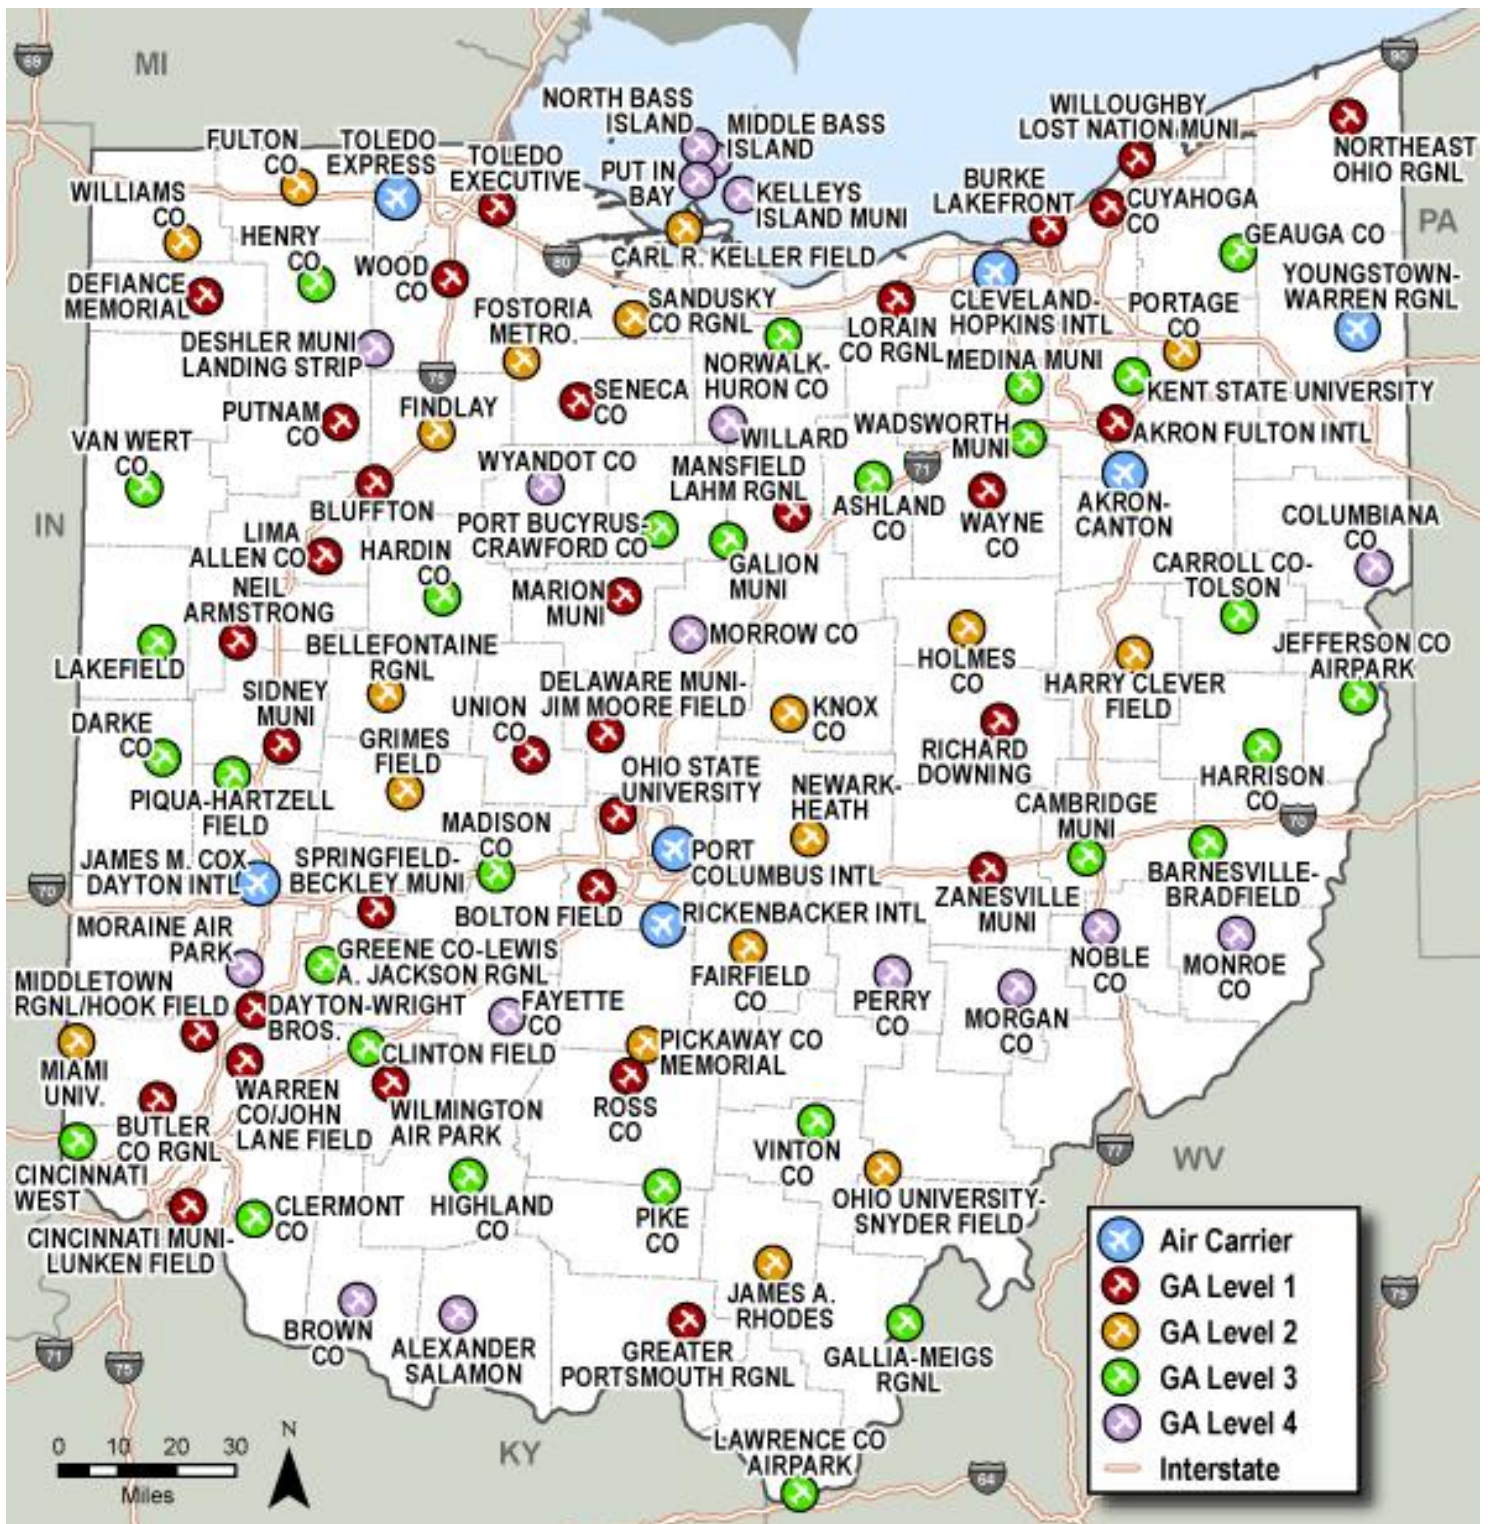 MI
69
90
NORTH BASS
ISLAND
MIDDLE BASS
ISLAND
WILLOUGHBY
LOST NATION MUNI
FULTON
CO
TOLEDO
EXPRESS
TOLEDO
EXECUTIVE
PUT IN
BAY
KELLEYS
ISLAND MUNI
BURKE
LAKEFRONT
CUYAHOGA
CO
NORTHEAST
OHIO RGNL
WILLIAMS
CO
HENRY
CO
WOOD
CO
80
CARL R. KELLER FIELD
GEAUGA CO
PA
DEFIANCE
MEMORIAL
FOSTORIA
METRO.
SANDUSKY
CO RGNL
LORAIN
CO RGNL
CLEVELAND-
HOPKINS INTL
PORTAGE
CO
YOUNGSTOWN-
WARREN RGNL
DESHLER MUNI
LANDING STRIP
75
NORWALK-
HURON CO
MEDINA MUNI
KENT STATE UNIVERSITY
PUTNAM
CO
FINDLAY
SENECA
CO
WILLARD
WADSWORTH
MUNI
AKRON FULTON INTL
VAN WERT
CO
BLUFFTON
WYANDOT CO
MANSFIELD
LAHM RGNL
71
ASHLAND
CO
WAYNE
CO
AKRON-
CANTON
COLUMBIANA
CO
IN
LIMA
ALLEN CO
HARDIN
CO
PORT BUCYRUS-
CRAWFORD CO
GALION
MUNI
CARROLL CO-
TOLSON
NEIL
ARMSTRONG
MARION
MUNI
MORROW CO
HOLMES
CO
HARRY CLEVER
FIELD
JEFFERSON CO
AIRPARK
LAKEFIELD
BELLEFONTAINE
RGNL
SIDNEY
MUNI
UNION
CO
DELAWARE MUNI-
JIM MOORE FIELD
KNOX
CO
RICHARD
DOWNING
HARRISON
CO
DARKE
CO
GRIMES
FIELD
PIQUA-HARTZELL
FIELD
MADISON
CO
OHIO STATE
UNIVERSITY
NEWARK-
HEATH
CAMBRIDGE
MUNI
70
JAMES M. COX
DAYTON INTL
SPRINGFIELD-
BECKLEY MUNI
PORT
COLUMBUS INTL
ZANESVILLE
MUNI
BARNESVILLE-
BRADFIELD
70
MORAINE AIR
PARK
BOLTON FIELD
RICKENBACKER INTL
GREENE CO-LEWIS
A. JACKSON RGNL
FAIRFIELD
CO
PERRY
CO
MORGAN
CO
NOBLE
CO
MONROE
CO
MIDDLETOWN
RGNL/HOOK FIELD
DAYTON-WRIGHT
BROS.
FAYETTE
CO
CLINTON FIELD
PICKAWAY CO
MEMORIAL
MIAMI
UNIV.
WARREN
CO/JOHN
LANE FIELD
WILMINGTON
AIR PARK
ROSS
CO
BUTLER
CO RGNL
VINTON
CO
77
WV
CINCINNATI
WEST
CLERMONT
CO
HIGHLAND
CO
PIKE
CO
OHIO UNIVERSITY-
SNYDER FIELD
CINCINNATI MUNI-
LUNKEN FIELD
BROWN
CO
ALEXANDER
SALAMON
GREATER
PORTSMOUTH RGNL
JAMES A.
RHODES
GALLIA-MEIGS
RGNL
79
71
75
LAWRENCE CO
AIRPARK
KY
64
Air Carrier
GA Level 1
GA Level 2
GA Level 3
GA Level 4
Interstate
0 10 20 30
Miles
N